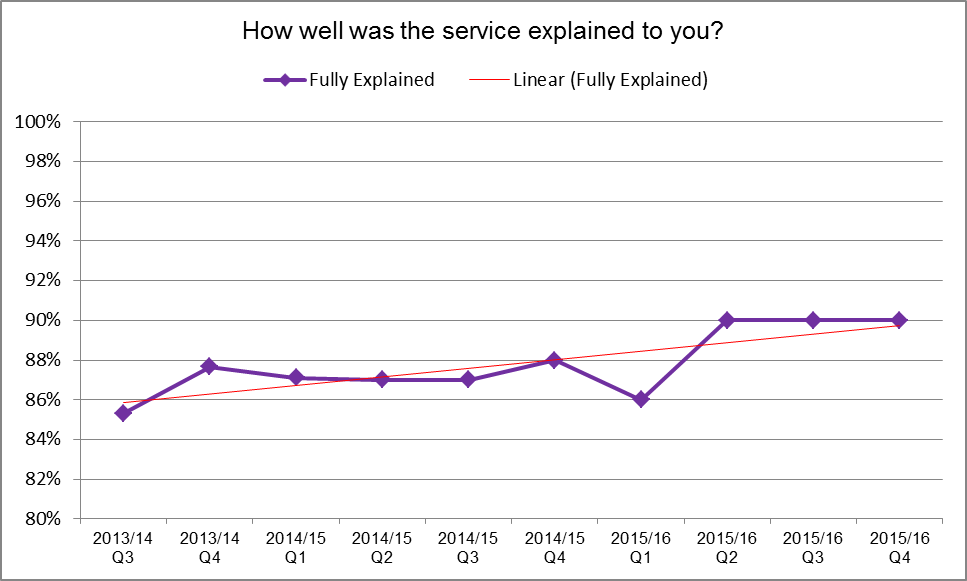 How well was the service explained to you?
Fully Explained Linear (Fully Explained)
100%
98%
96%
94%
92%
90%
88%
86%
84%
82%
80%
2013/14 2013/14 2014/15 2014/15 2014/15 2014/15 2015/16 2015/16 2015/16 2015/16
Q3 Q4 Q1 Q2 Q3 Q4 Q1 Q2 Q3 Q4